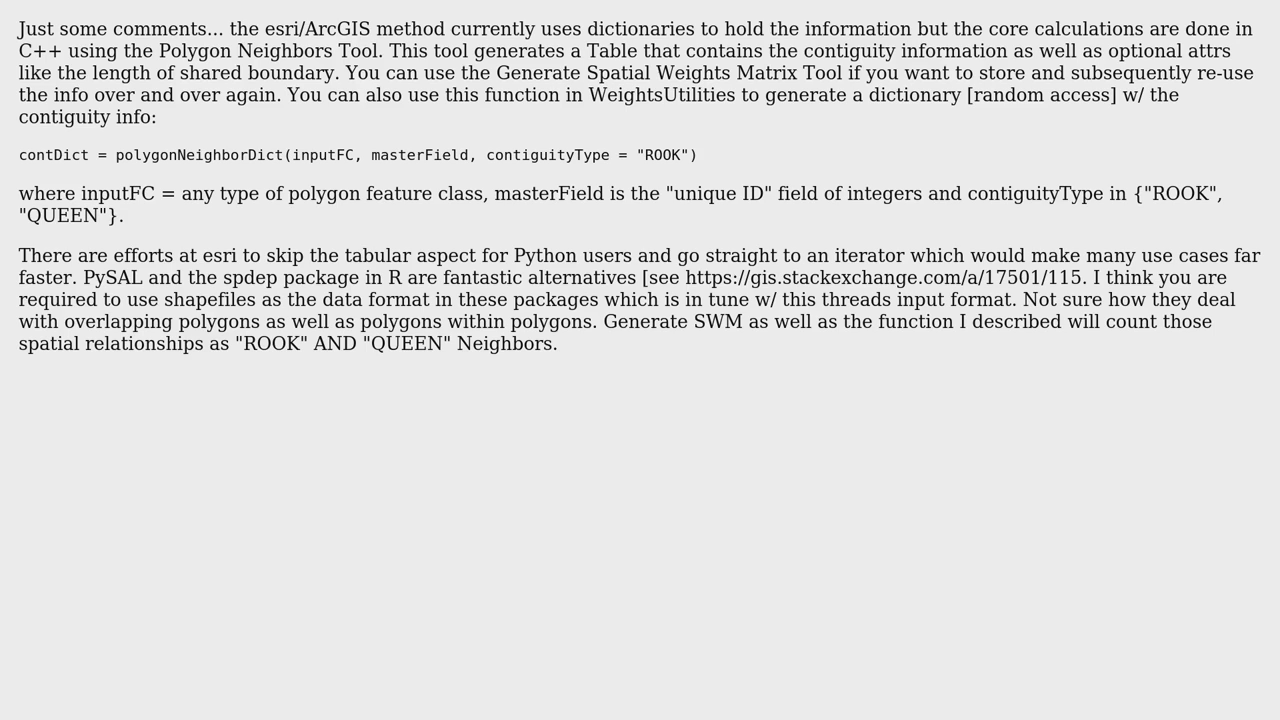 Just some comments... the esri/ArcGIS method currently uses dictionaries to hold the information but the core calculations are done in
C++ using the Polygon Neighbors Tool. This tool generates a Table that contains the contiguity information as well as optional attrs
like the length of shared boundary. You can use the Generate Spatial Weights Matrix Tool if you want to store and subsequently re-use
the info over and over again. You can also use this function in WeightsUtilities to generate a dictionary [random access] w/ the
contiguity info:
contDict = polygonNeighborDict(inputFC, masterField, contiguityType = "ROOK")
where inputFC = any type of polygon feature class, masterField is the "unique ID" field of integers and contiguityType in {"ROOK",
"QUEEN"}.
There are efforts at esri to skip the tabular aspect for Python users and go straight to an iterator which would make many use cases far
faster. PySAL and the spdep package in R are fantastic alternatives [see https://gis.stackexchange.com/a/17501/115. I think you are
required to use shapefiles as the data format in these packages which is in tune w/ this threads input format. Not sure how they deal
with overlapping polygons as well as polygons within polygons. Generate SWM as well as the function I described will count those
spatial relationships as "ROOK" AND "QUEEN" Neighbors.